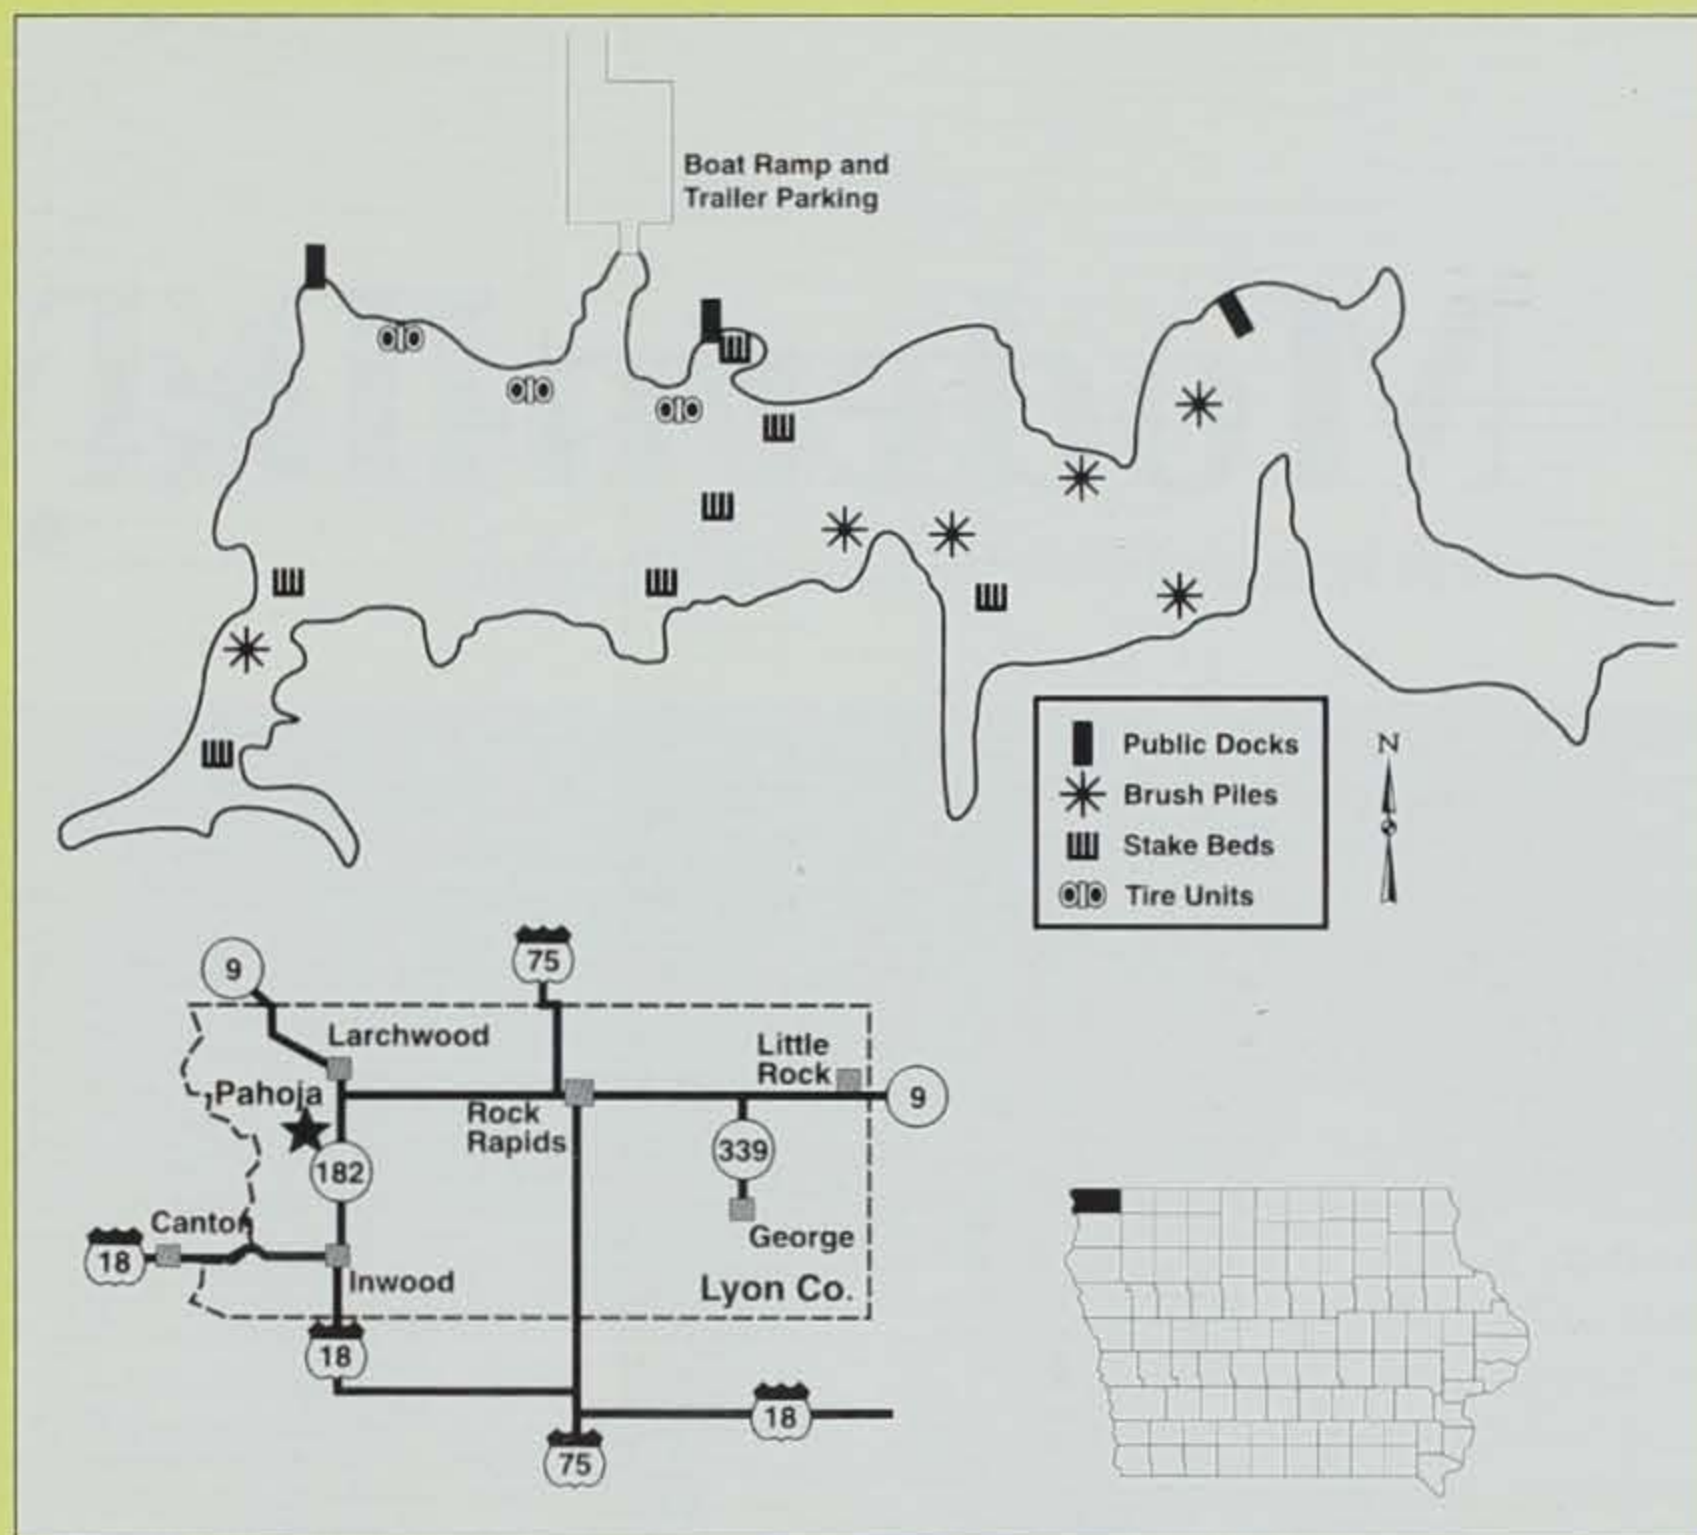 Boat Ramp and
Trailer Parking
Public Docks
Brush Piles
Stake Beds
Tire Units
N
9
75
Larchwood
Little
Rock
Pahoja
9
Rock
Rapids
339
182
Canton
18
George
Inwood
Lyon Co.
18
18
75